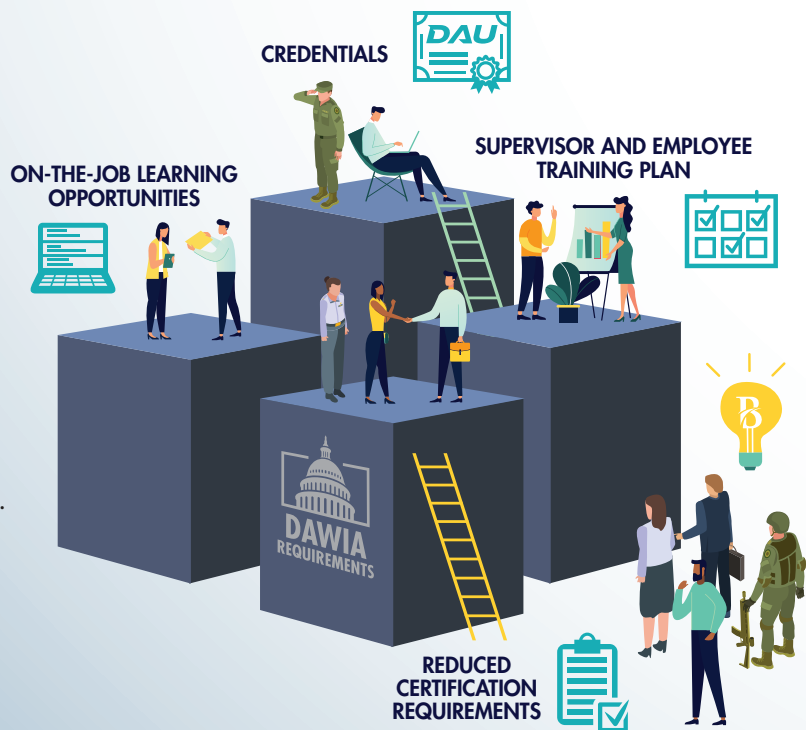 CREDENTIALS
DAU
SUPERVISOR AND EMPLOYEE
TRAINING PLAN
ON-THE-JOB LEARNING
OPPORTUNITIES
B
DAWIA
REQUIREMENTS
REDUCED
CERTIFICATION
REQUIREMENTS